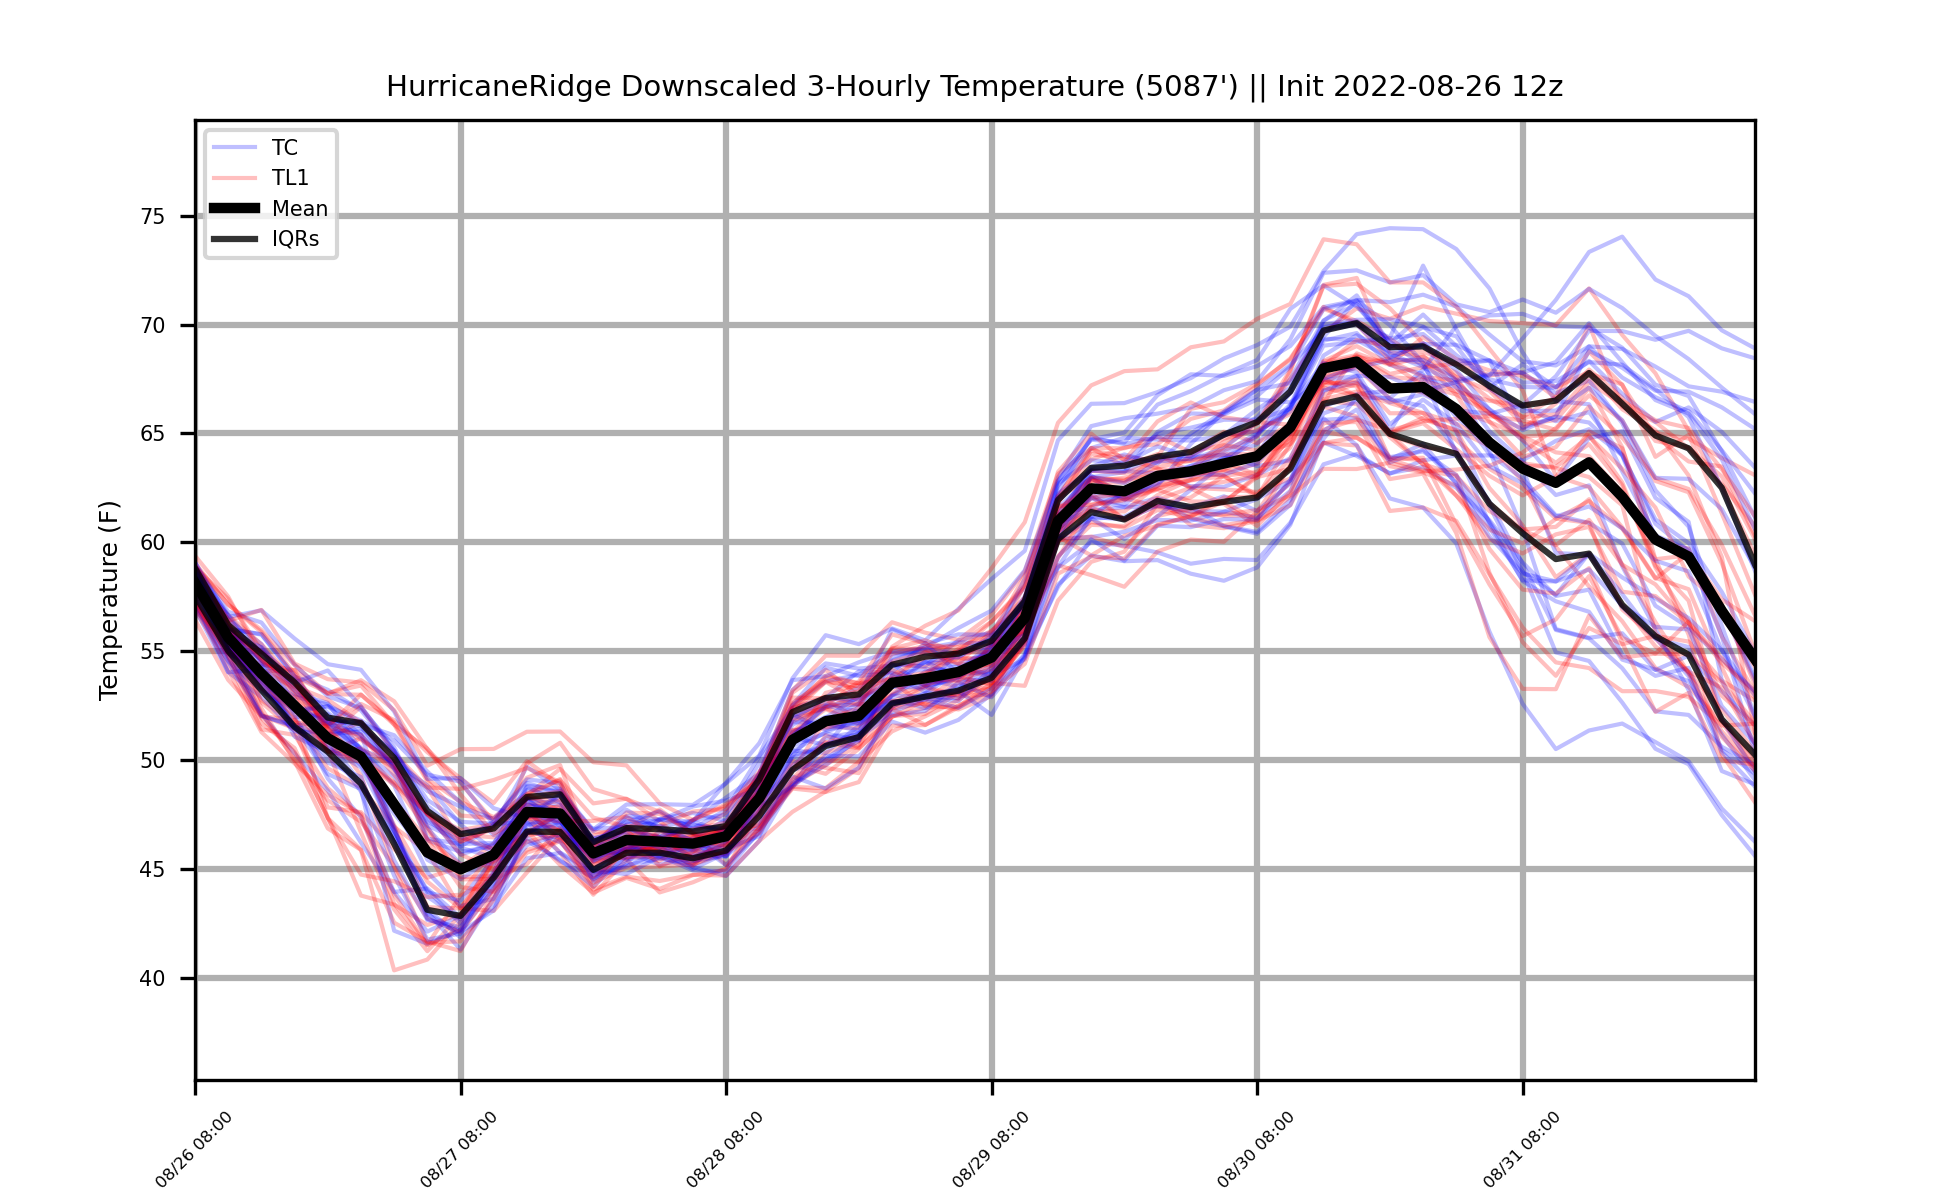 HurricaneRidge Downscaled 3-Hourly Temperature (5087') || Init 2022-08-26 12z
TC
TL1
Mean
IQRs
Temperature (F)
75
70
65
60
55
50
45
40
08/26 08:00
08/27 08:00
08/28 08:00
08/29 08:00
08/30 08:00
08/31 08:00